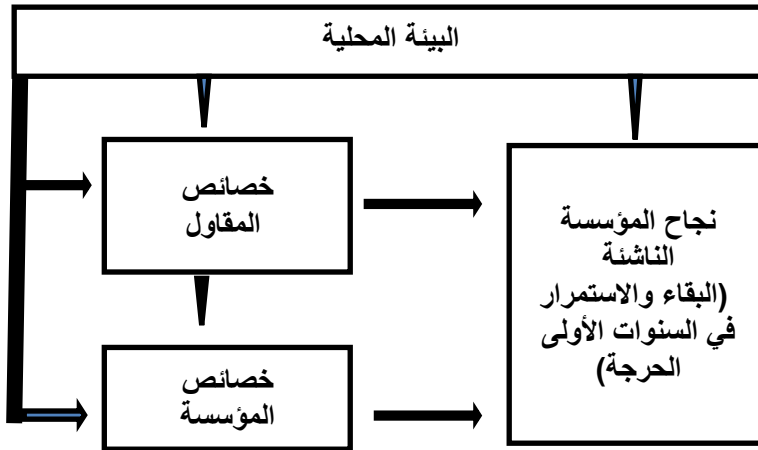 البيئة المحلية
خصائص
المقاول
نجاح المؤسسة
الناشئة
(البقاء والاستمرار
في السنوات الأولى
الحرجة)
خصائص
المؤسسة